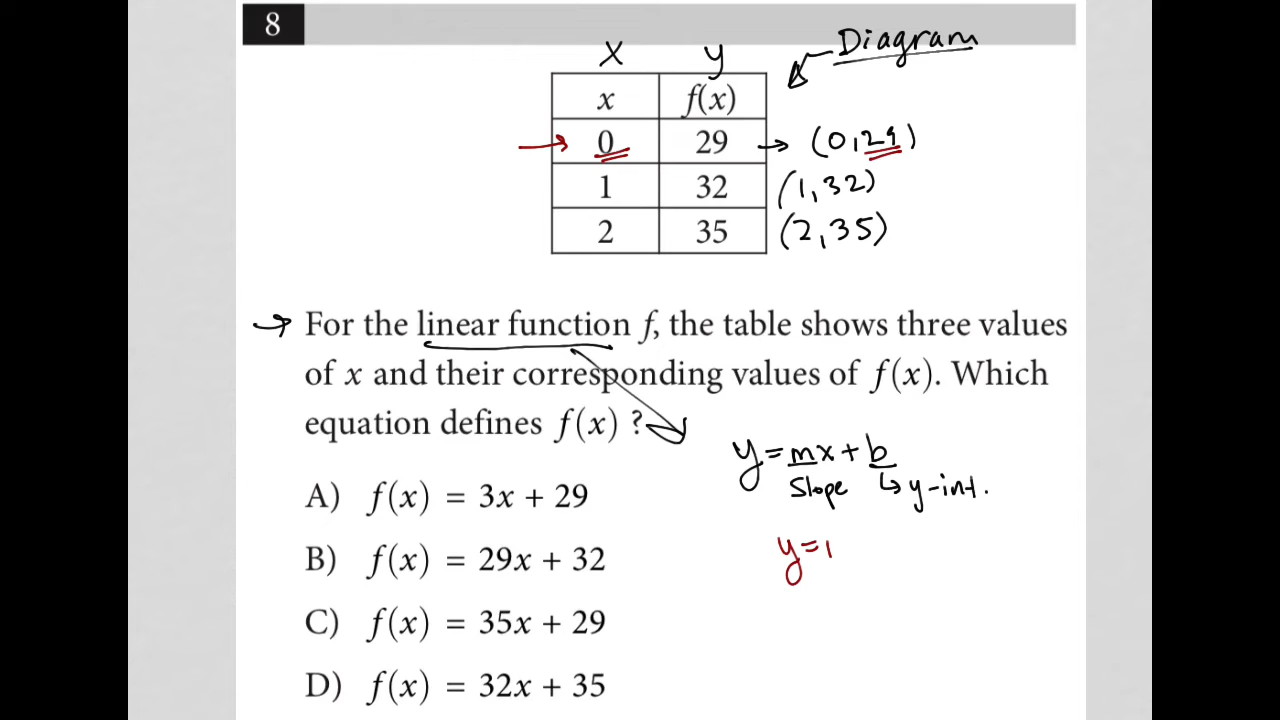 8
Diagram
x y
x f(x)
0 29 → (0,29)
1 32 (1,32)
2 35 (2,35)
For the linear function f, the table shows three values
of x and their corresponding values of f(x). Which
equation defines f(x) ?
y=mx+b
Slope y-int.
A) f(x) = 3x + 29
y=
B) f(x) = 29x + 32
C) f(x) = 35x + 29
D) f(x) = 32x + 35